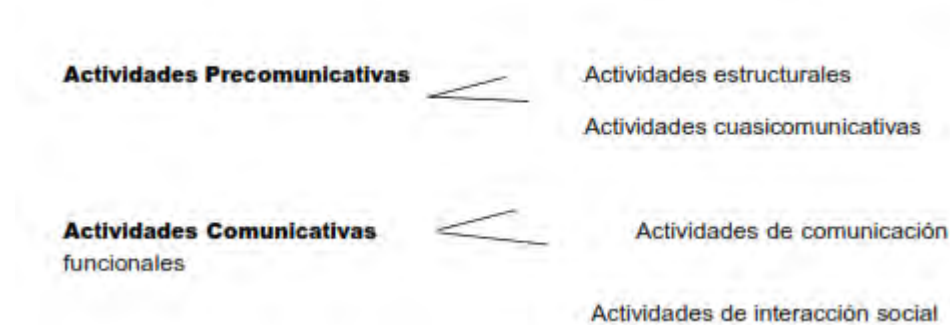 Actividades Precomunicativas Actividades estructurales
Actividades cuasicomunicativas
Actividades Comunicativas Actividades de comunicación
funcionales
Actividades de interacción social